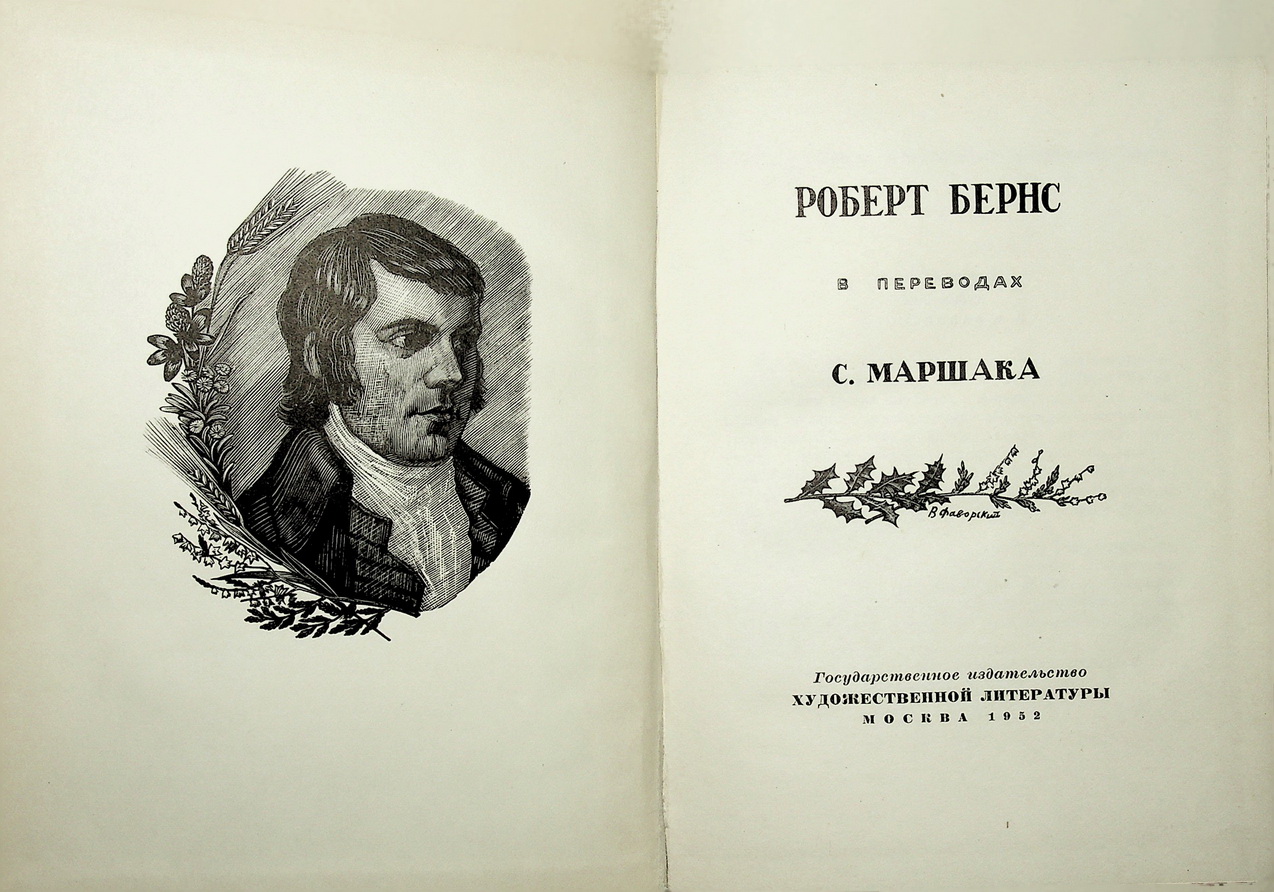 РОБЕРТ БЕРНС
В ПЕРЕВОДАХ
С. МАРШАКА
В Фаворский
Государственное издательство
ХУДОЖЕСТВЕННОЙ ЛИТЕРАТУРЫ
МОСКВА 1952